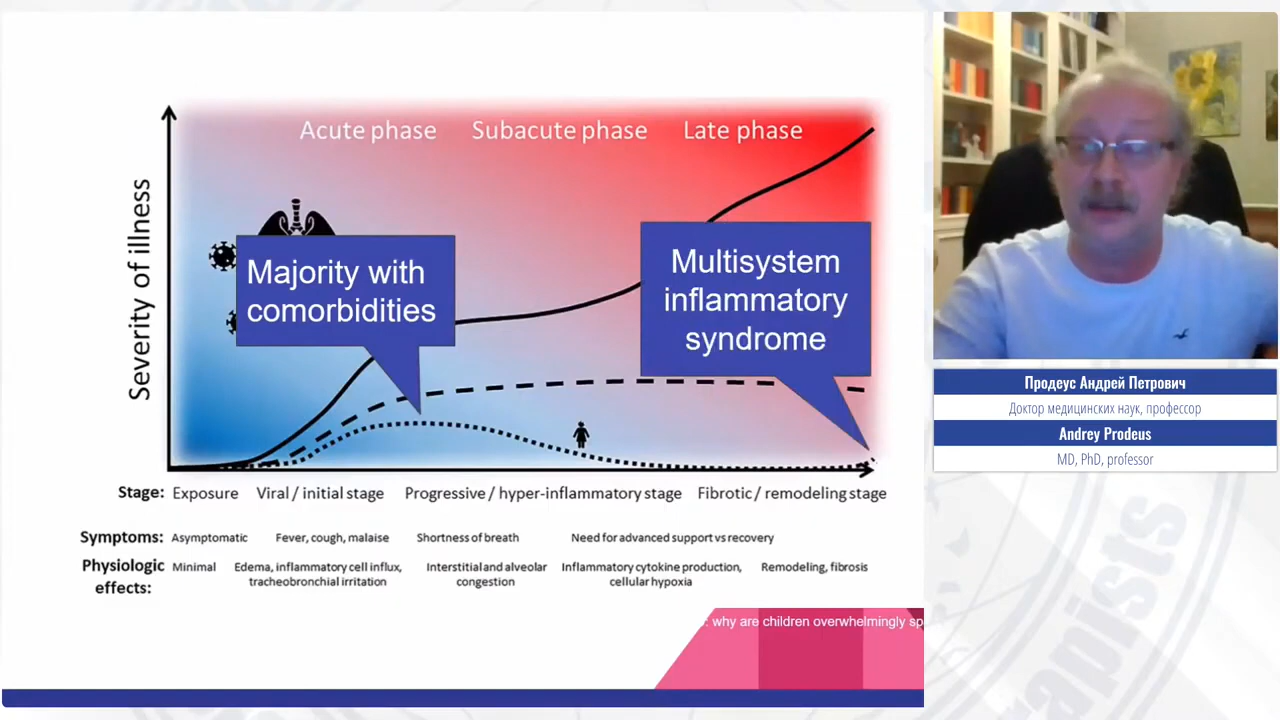 Acute phase Subacute phase Late phase
Severity of illness
Majority with
comorbidities
Multisystem
inflammatory
syndrome
Stage: Exposure Viral / initial stage Progressive / hyper-inflammatory stage Fibrotic / remodeling stage
Symptoms: Asymptomatic Fever, cough, malaise Shortness of breath Need for advanced support vs recovery
Physiologic effects: Minimal
Edema, inflammatory cell influx,
tracheobronchial irritation
Interstitial and alveolar
congestion
Inflammatory cytokine production,
cellular hypoxia
Remodeling, fibrosis
: why are children overwhelmingly sp
Продеус Андрей Петрович
Доктор медицинских наук, профессор
Andrey Prodeus
MD, PhD, professor
apists